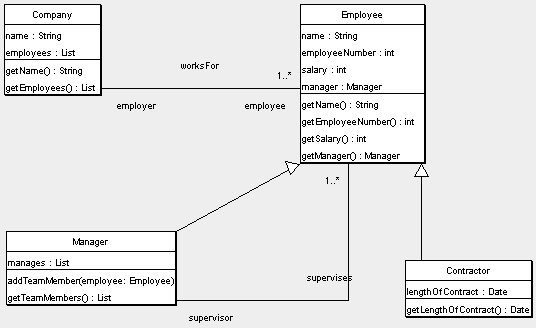 Company
name : String
employees : List
getName() : String
getEmployees() : List
worksFor
1..*
employer
employee
Employee
name : String
employeeNumber : int
salary : int
manager : Manager
getName() : String
getEmployeeNumber() : int
getSalary() : int
getManager() : Manager
1..*
Manager
manages : List
addTeamMember(employee: Employee)
getTeamMembers() : List
supervises
supervisor
Contractor
lengthOfContract : Date
getLengthOfContract() : Date